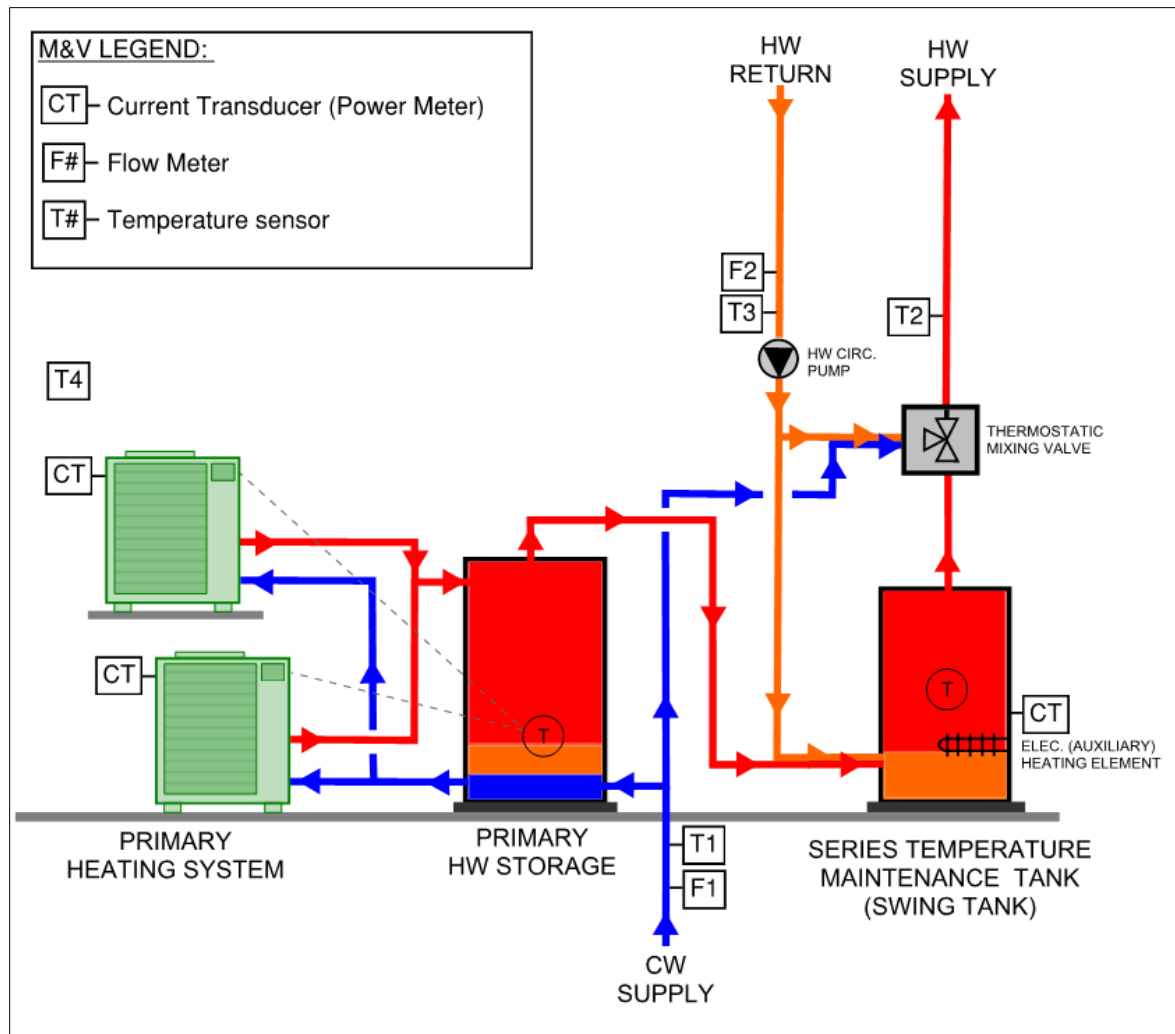 M&V LEGEND:
CT Current Transducer (Power Meter)
F# Flow Meter
T# Temperature sensor
HW
RETURN
HW
SUPPLY
F2
T3
T2
HW CIRC.
PUMP
T4
THERMOSTATIC
MIXING VALVE
CT
CT
T
T
CT
ELEC. (AUXILIARY)
HEATING ELEMENT
PRIMARY
HEATING SYSTEM
PRIMARY
HW STORAGE
T1
F1
SERIES TEMPERATURE
MAINTENANCE TANK
(SWING TANK)
CW
SUPPLY